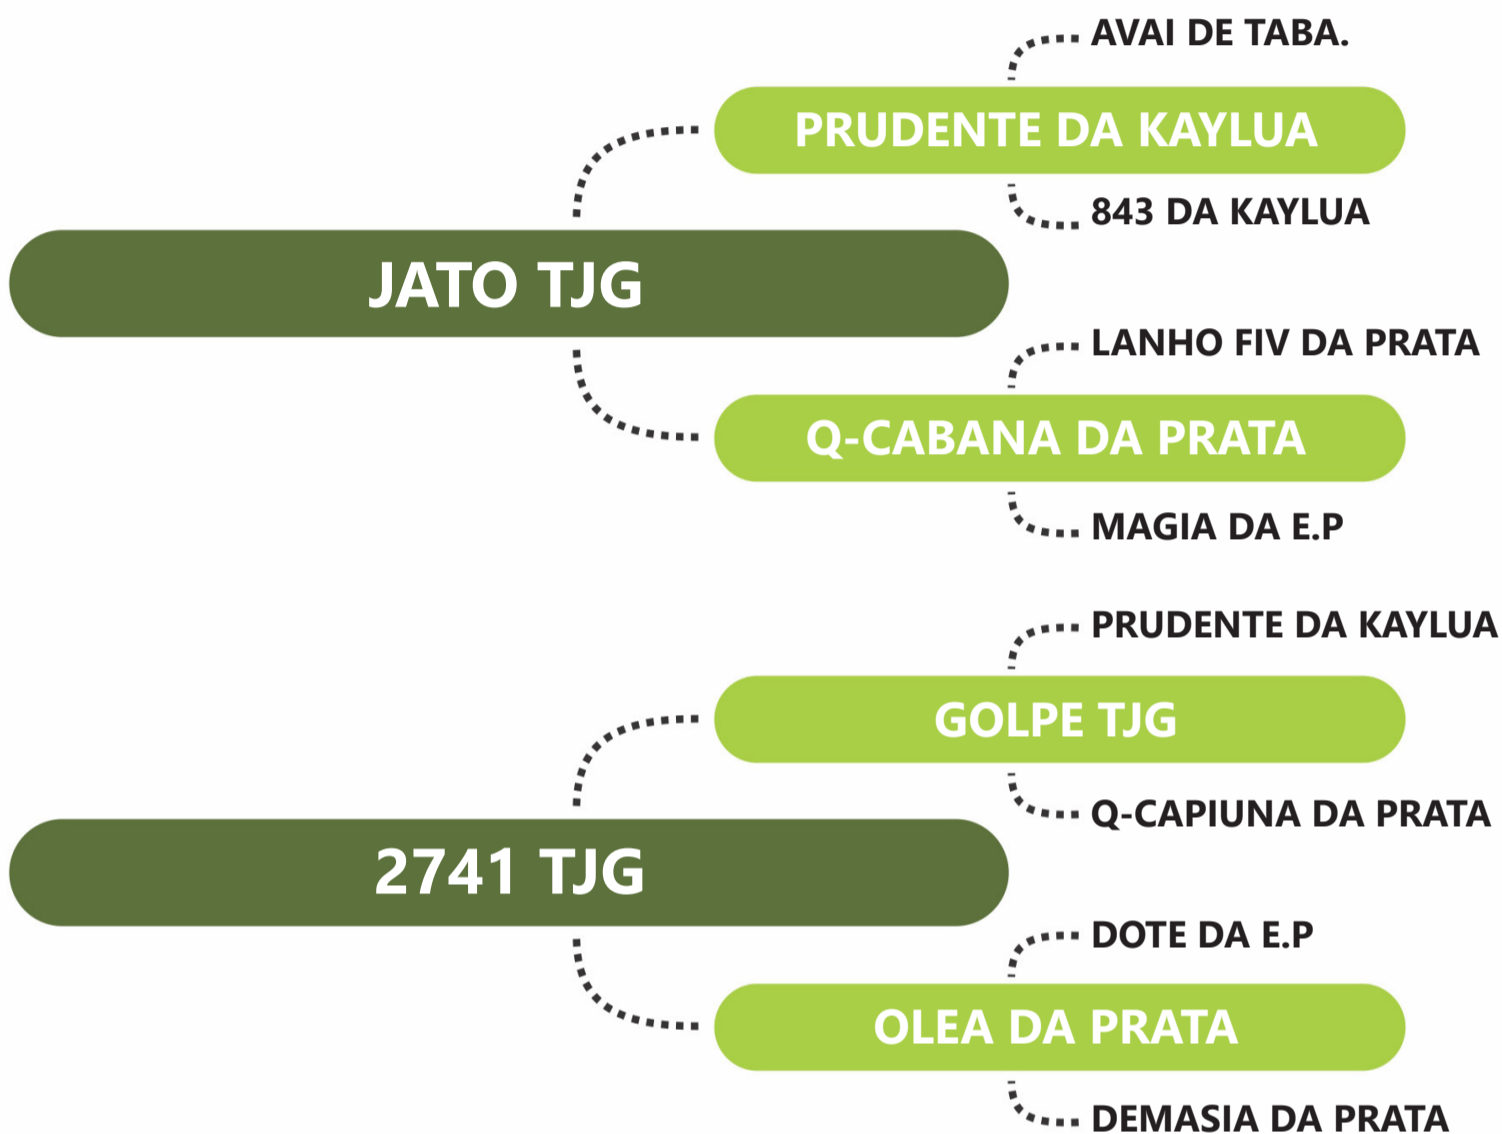 AVAI DE TABA.
PRUDENTE DA KAYLUA
843 DA KAYLUA
JATO TJG
LANHO FIV DA PRATA
Q-CABANA DA PRATA
MAGIA DA E.P
PRUDENTE DA KAYLUA
GOLPE TJG
Q-CAPIUNA DA PRATA
2741 TJG
DOTE DA E.P
OLEA DA PRATA
DEMASIA DA PRATA